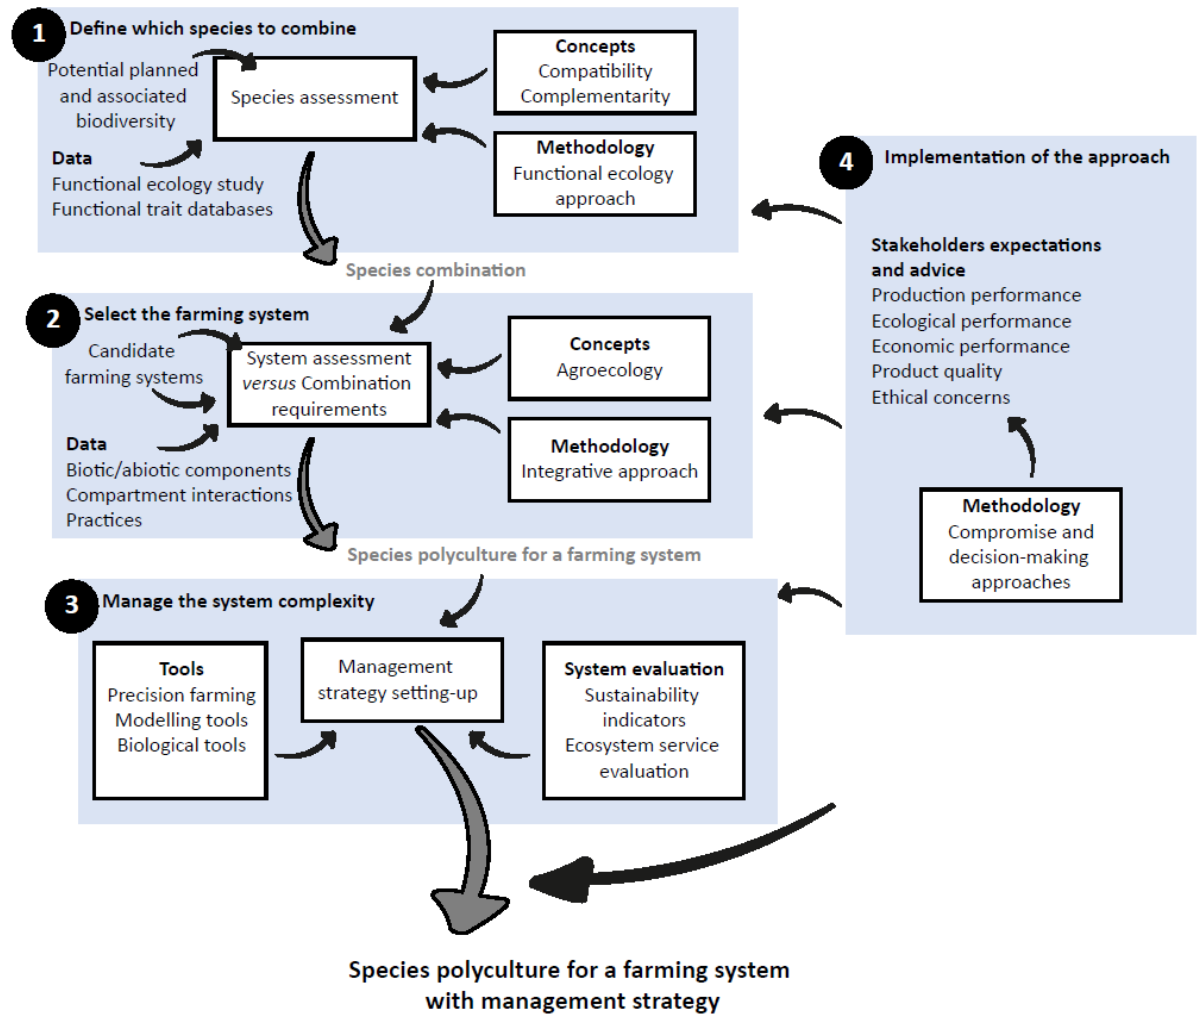 1
Define which species to combine
Potential planned
and associated
biodiversity
Data
Functional ecology study
Functional trait databases
Species assessment
Concepts
Compatibility
Complementarity
Methodology
Functional ecology
approach
Species combination
2
Select the farming system
Candidate
farming systems
Data
Biotic/abiotic components
Compartment interactions
Practices
System assessment
versus Combination
requirements
Concepts
Agroecology
Methodology
Integrative approach
Species polyculture for a farming system
3
Manage the system complexity
Tools
Precision farming
Modelling tools
Biological tools
Management
strategy setting-up
System evaluation
Sustainability
indicators
Ecosystem service
evaluation
4
Implementation of the approach
Stakeholders expectations
and advice
Production performance
Ecological performance
Economic performance
Product quality
Ethical concerns
Methodology
Compromise and
decision-making
approaches
Species polyculture for a farming system
with management strategy